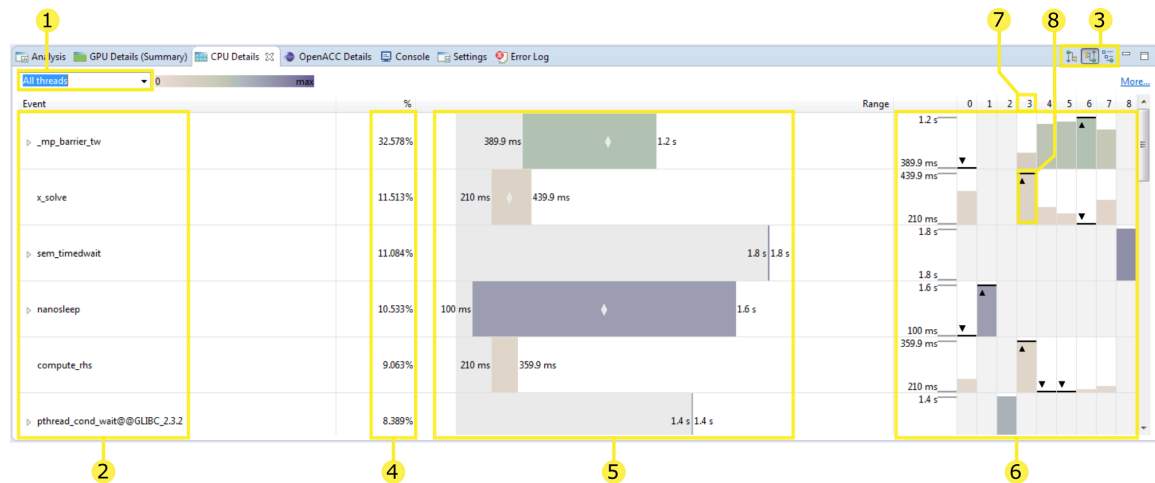 1 7 8 3
Analysis GPU Details (Summary) CPU Details OpenACC Details Console Settings Error Log
All threads 0 max More...
Event % Range 0 1 2 3 4 5 6 7 8
_mp_barrier_tw 32.578% 389.9 ms 1.2 s 1.2 s 389.9 ms
x_solve 11.513% 210 ms 439.9 ms 439.9 ms 210 ms
sem_timedwait 11.084% 1.8 s 1.8 s 1.8 s 1.8 s
nanosleep 10.533% 100 ms 1.6 s 1.6 s 100 ms
compute_rhs 9.063% 210 ms 359.9 ms 359.9 ms 210 ms
pthread_cond_wait@@GLIBC_2.3.2 8.389% 1.4 s 1.4 s 1.4 s
2 4 5 6